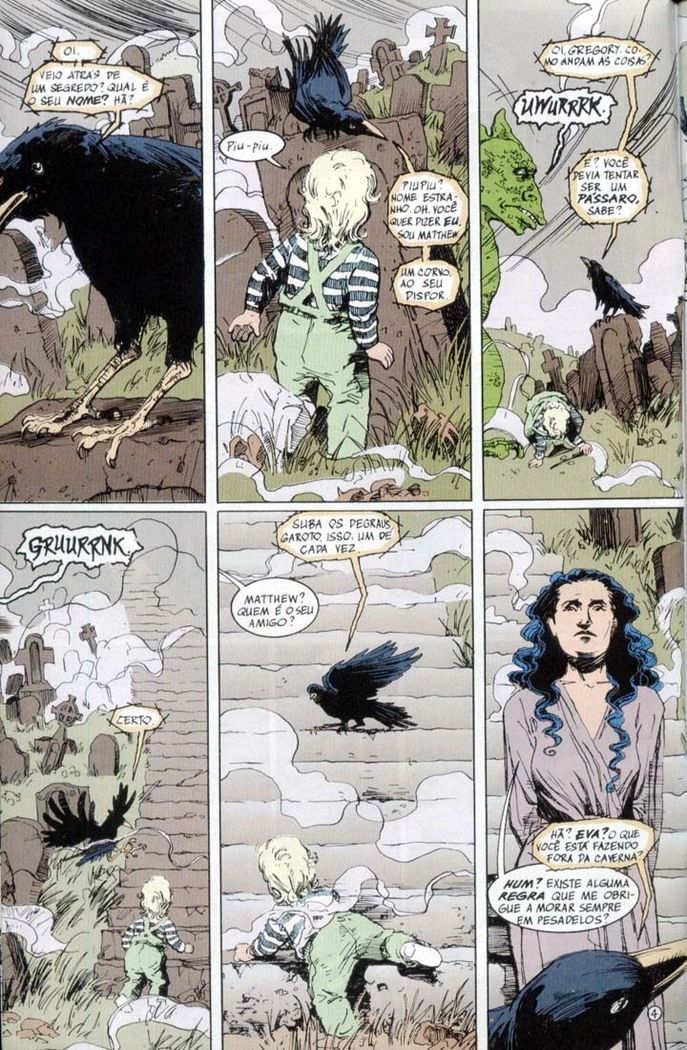 OI.
VEIO ATRÁS DE
UM SEGREDO? QUAL É
O SEU NOME? HÃ?
PIU-PIU.
PIUPIU?
NOME ESTRA-
NHO. OH, VOCÊ
QUER DIZER EU.
SOU MATTHEW.
UM CORVO,
AO SEU
DISPOR.
OI, GREGORY. CO-
MO ANDAM AS COISAS?
UWURRRK.
É? VOCÊ
DEVIA TENTAR
SER UM
PÁSSARO,
SABE?
GRUURRNK.
CERTO.
SUBA OS DEGRAUS,
GAROTO. ISSO. UM DE
CADA VEZ.
MATTHEW?
QUEM É O SEU
AMIGO?
HÃ? EVA? O QUE
VOCÊ ESTÁ FAZENDO
FORA DA CAVERNA?
HUM? EXISTE ALGUMA
REGRA QUE ME OBRI-
GUE A MORAR SEMPRE
EM PESADELOS?
4